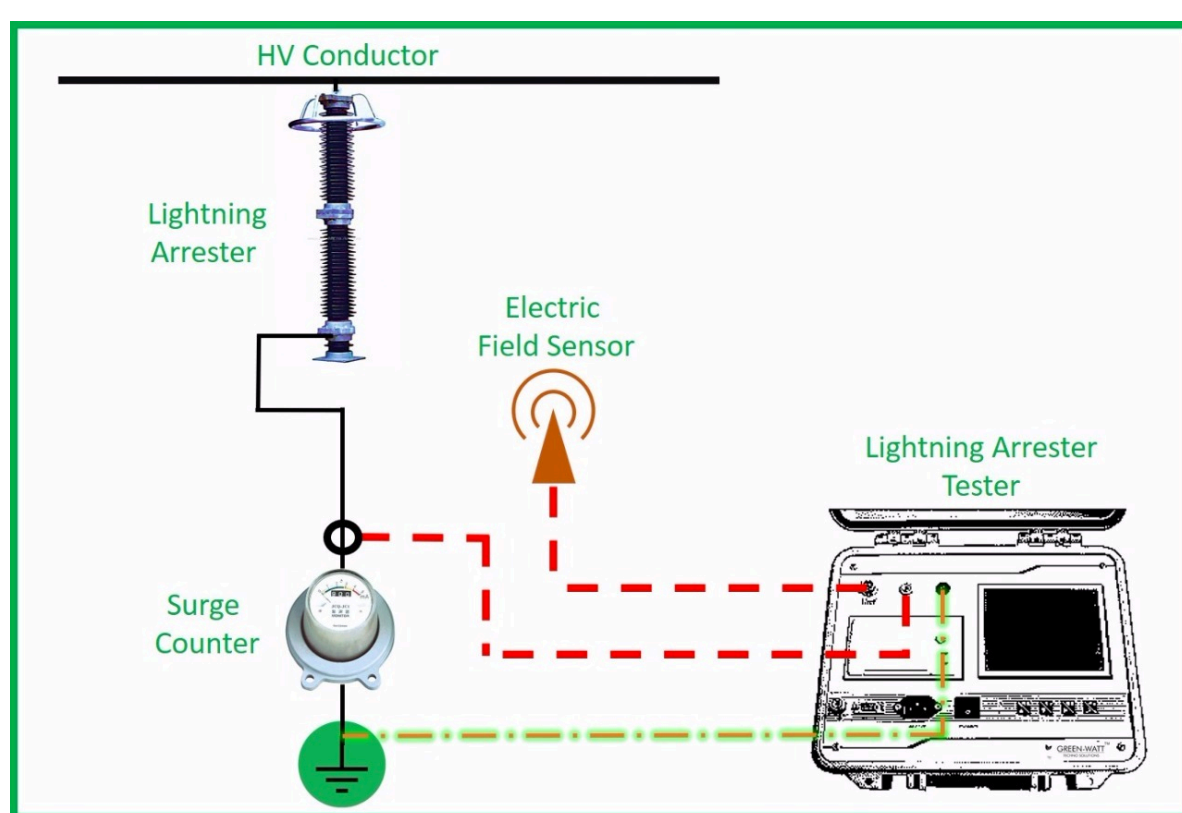 HV Conductor
Lightning
Arrester
Electric
Field Sensor
Lightning Arrester
Tester
Surge
Counter
GREEN-WATT